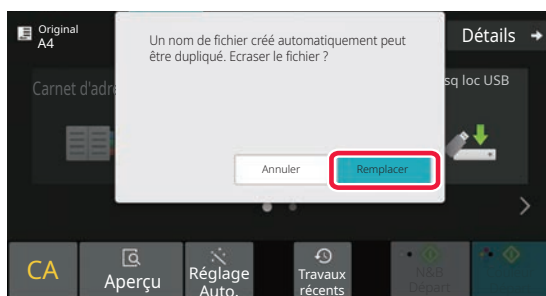 Original
A4
Un nom de fichier créé automatiquement peut
être dupliqué. Ecraser le fichier ?
Détails
Carnet d'adr
sq loc USB
Annuler
Remplacer
CA
Aperçu
Réglage
Auto.
Travaux
récents
N&B
Départ